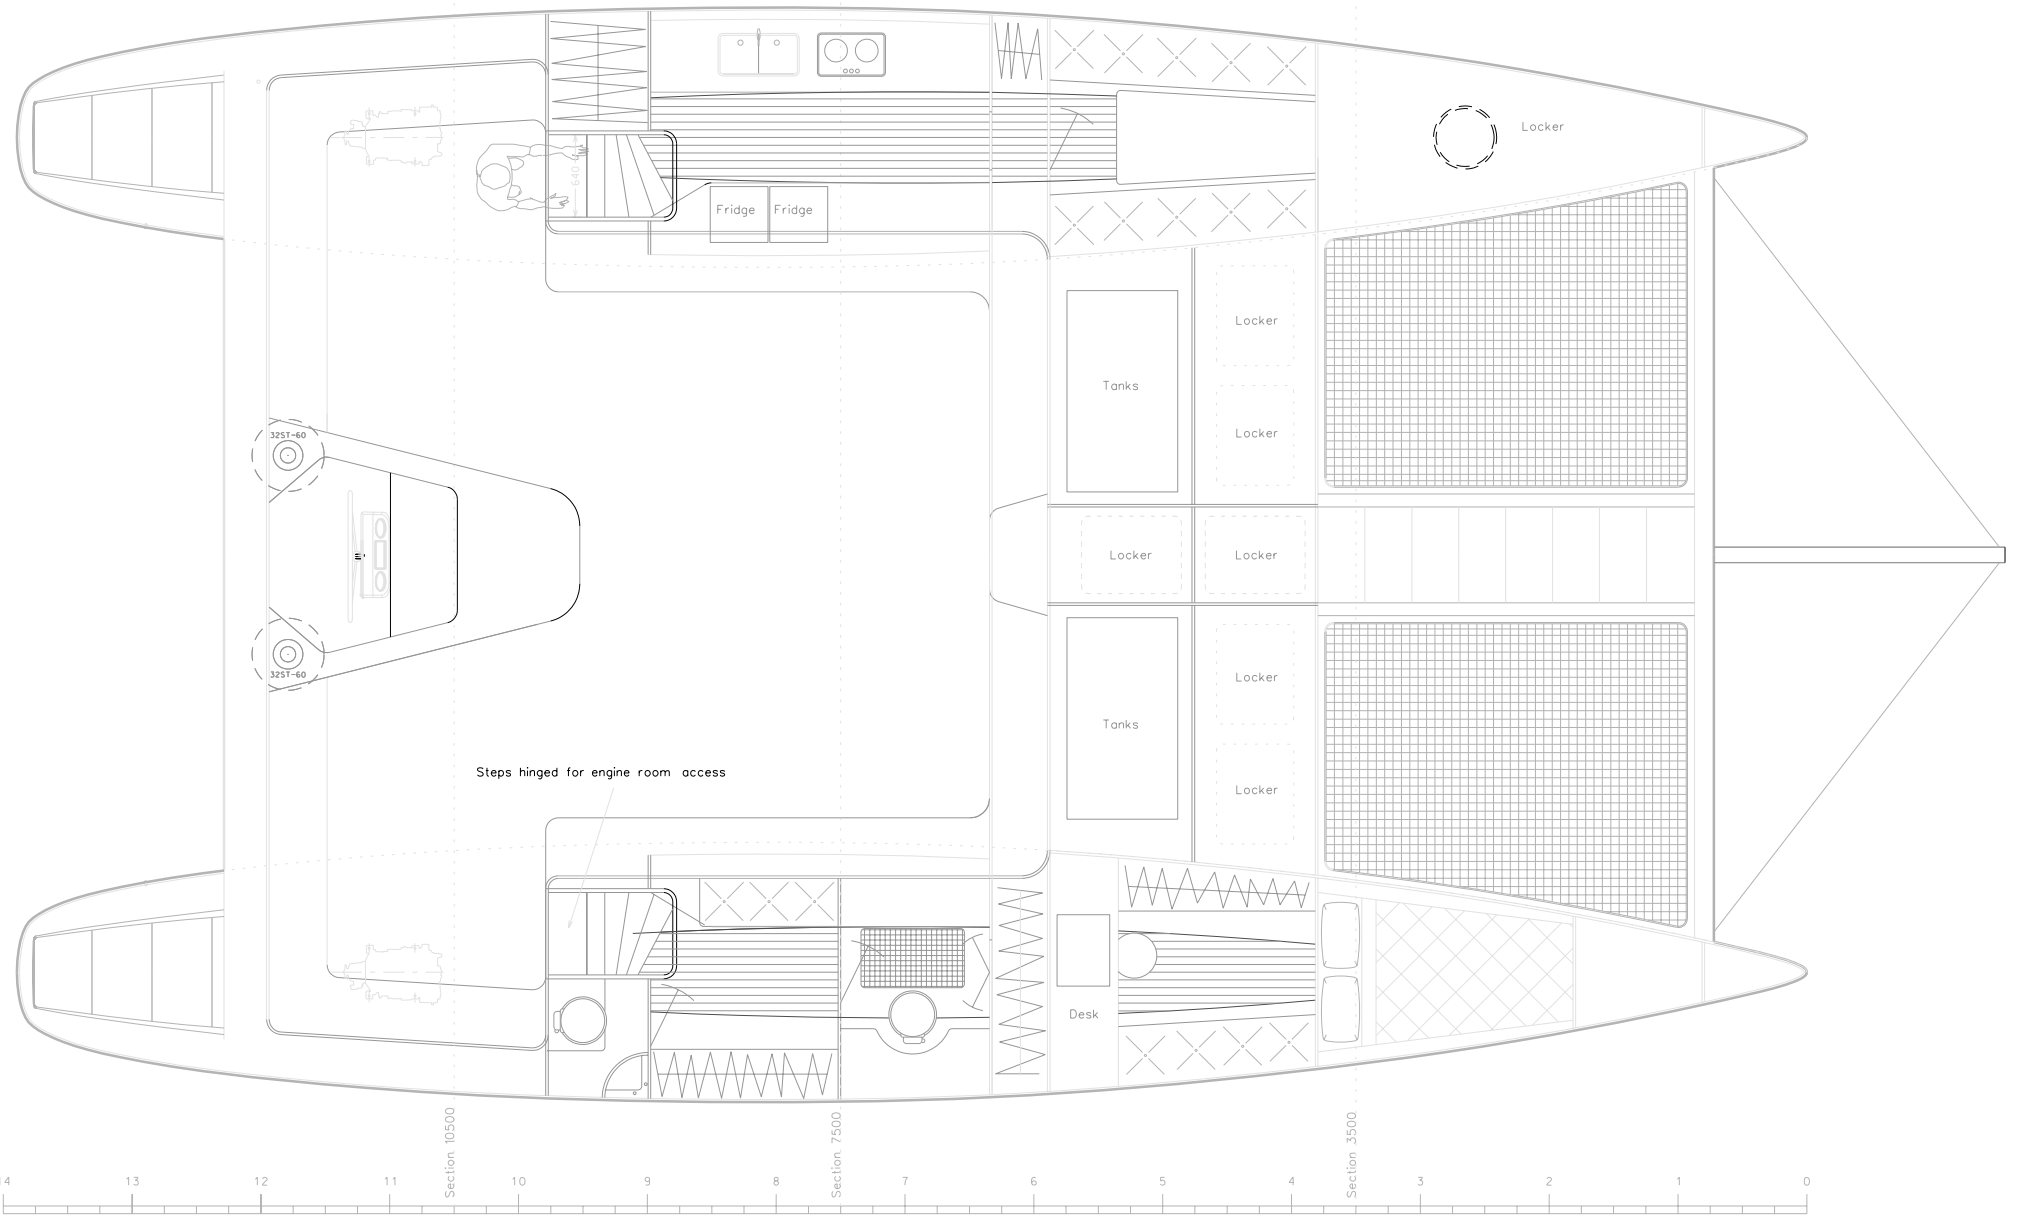 Locker
640
Fridge
Fridge
Locker
Tanks
Locker
32ST-60
Locker
Locker
32ST-60
Locker
Tanks
Steps hinged for engine room access
Locker
Desk
Section 10500
Section 7500
Section 3500
14 13 12 11 10 9 8 7 6 5 4 3 2 1 0